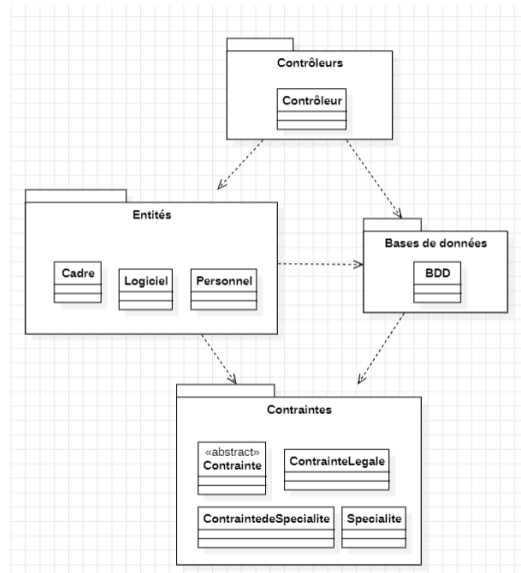 Contrôleurs
Contrôleur
Entités
Cadre
Logiciel
Personnel
Bases de données
BDD
Contraintes
«abstract»
Contrainte
ContrainteLegale
ContraintedeSpecialite
Specialite